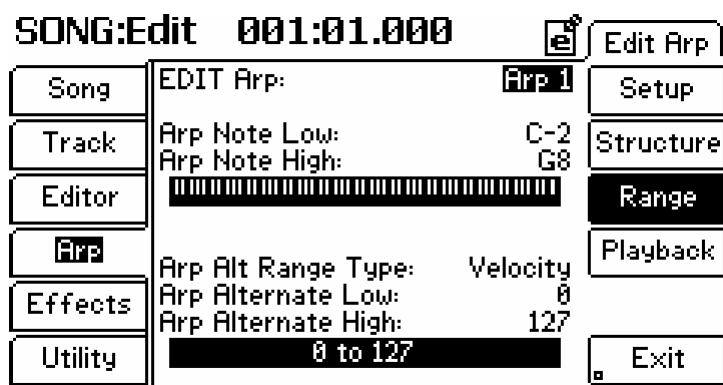 SONG:Edit 001:01.000 e Edit Arp
Song
Track
Editor
Arp
Effects
Utility
EDIT Arp: Arp 1
Arp Note Low: C-2
Arp Note High: G8
Arp Alt Range Type: Velocity
Arp Alternate Low: 0
Arp Alternate High: 127
0 to 127
Setup
Structure
Range
Playback
Exit